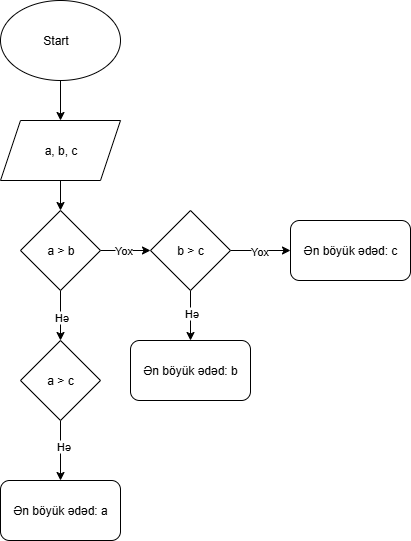 Start
a, b, c
a > b
Yox
b > c
Yox
Ən böyük ədəd: c
Hə
Hə
a > c
Ən böyük ədəd: b
Hə
Ən böyük ədəd: a